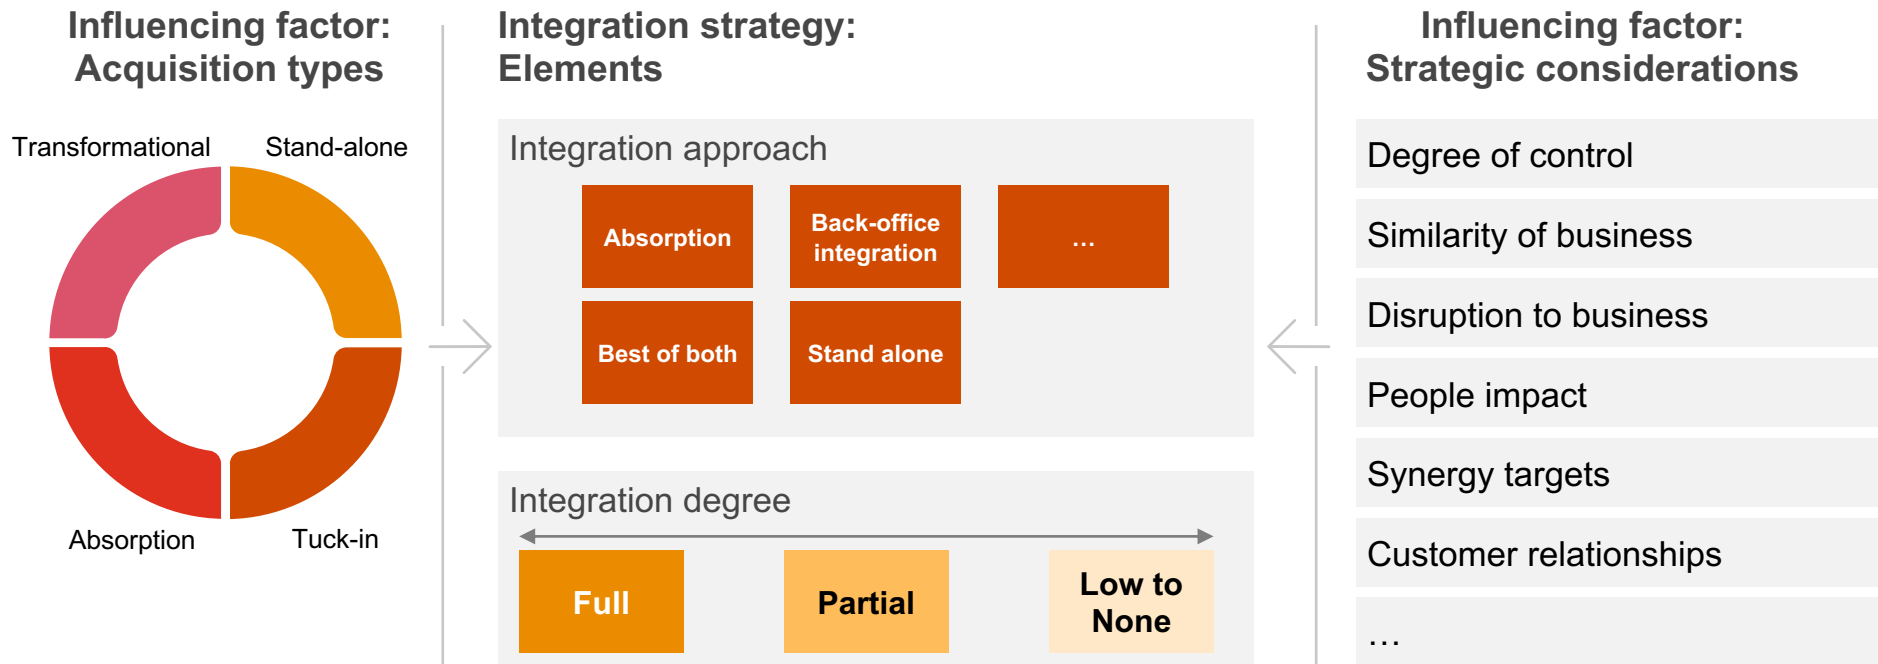 Influencing factor:
Acquisition types
Transformational
Stand-alone
Absorption
Tuck-in
Integration strategy:
Elements
Integration approach
Absorption
Back-office
integration
…
Best of both
Stand alone
Integration degree
Full
Partial
Low to
None
Influencing factor:
Strategic considerations
Degree of control
Similarity of business
Disruption to business
People impact
Synergy targets
Customer relationships
…